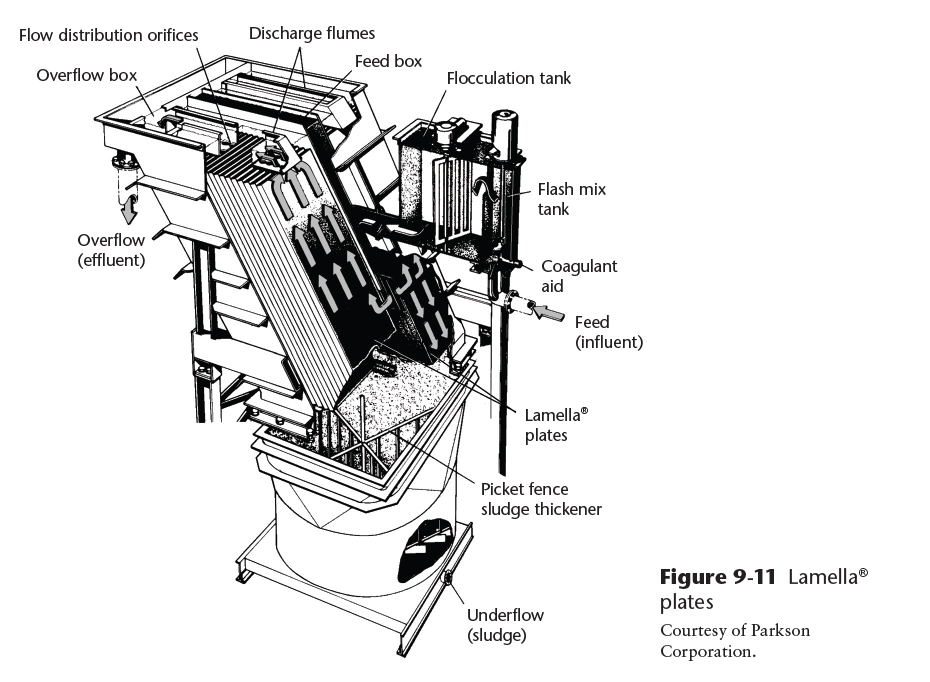 Flow distribution orifices
Discharge flumes
Feed box
Overflow box
Flocculation tank
Flash mix
tank
Overflow
(effluent)
Coagulant
aid
Feed
(influent)
Lamella®
plates
Picket fence
sludge thickener
Underflow
(sludge)
Figure 9-11 Lamella®
plates
Courtesy of Parkson
Corporation.